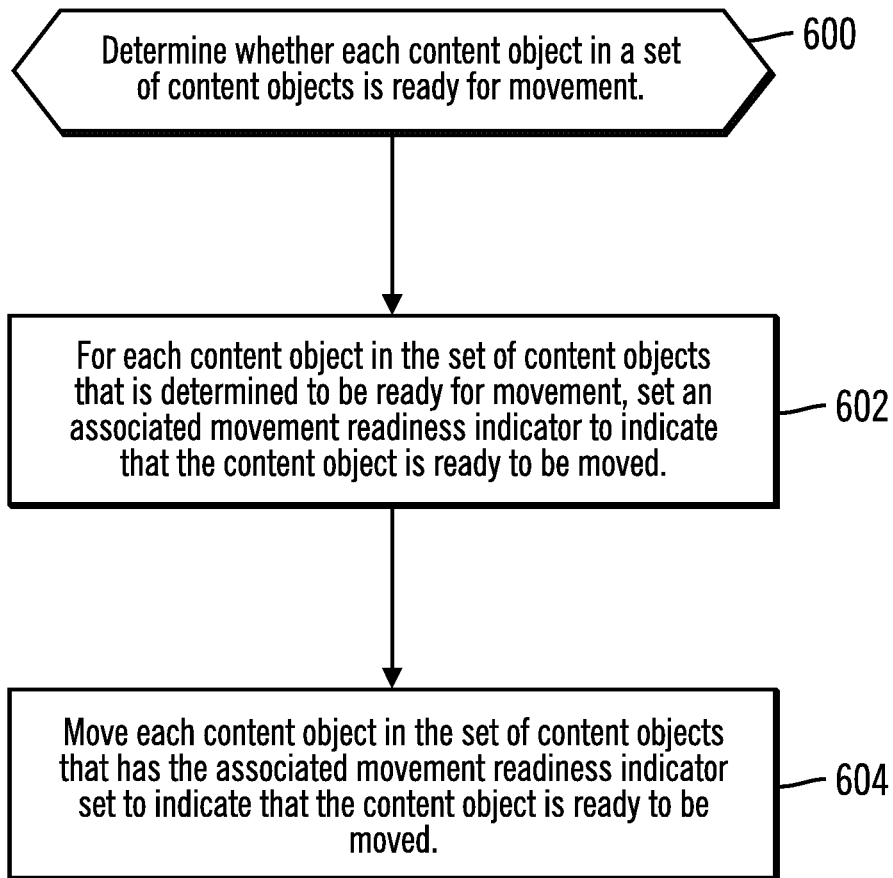 Determine whether each content object in a set
of content objects is ready for movement.
600
For each content object in the set of content objects
that is determined to be ready for movement, set an
associated movement readiness indicator to indicate
that the content object is ready to be moved.
602
Move each content object in the set of content objects
that has the associated movement readiness indicator
set to indicate that the content object is ready to be
moved.
604